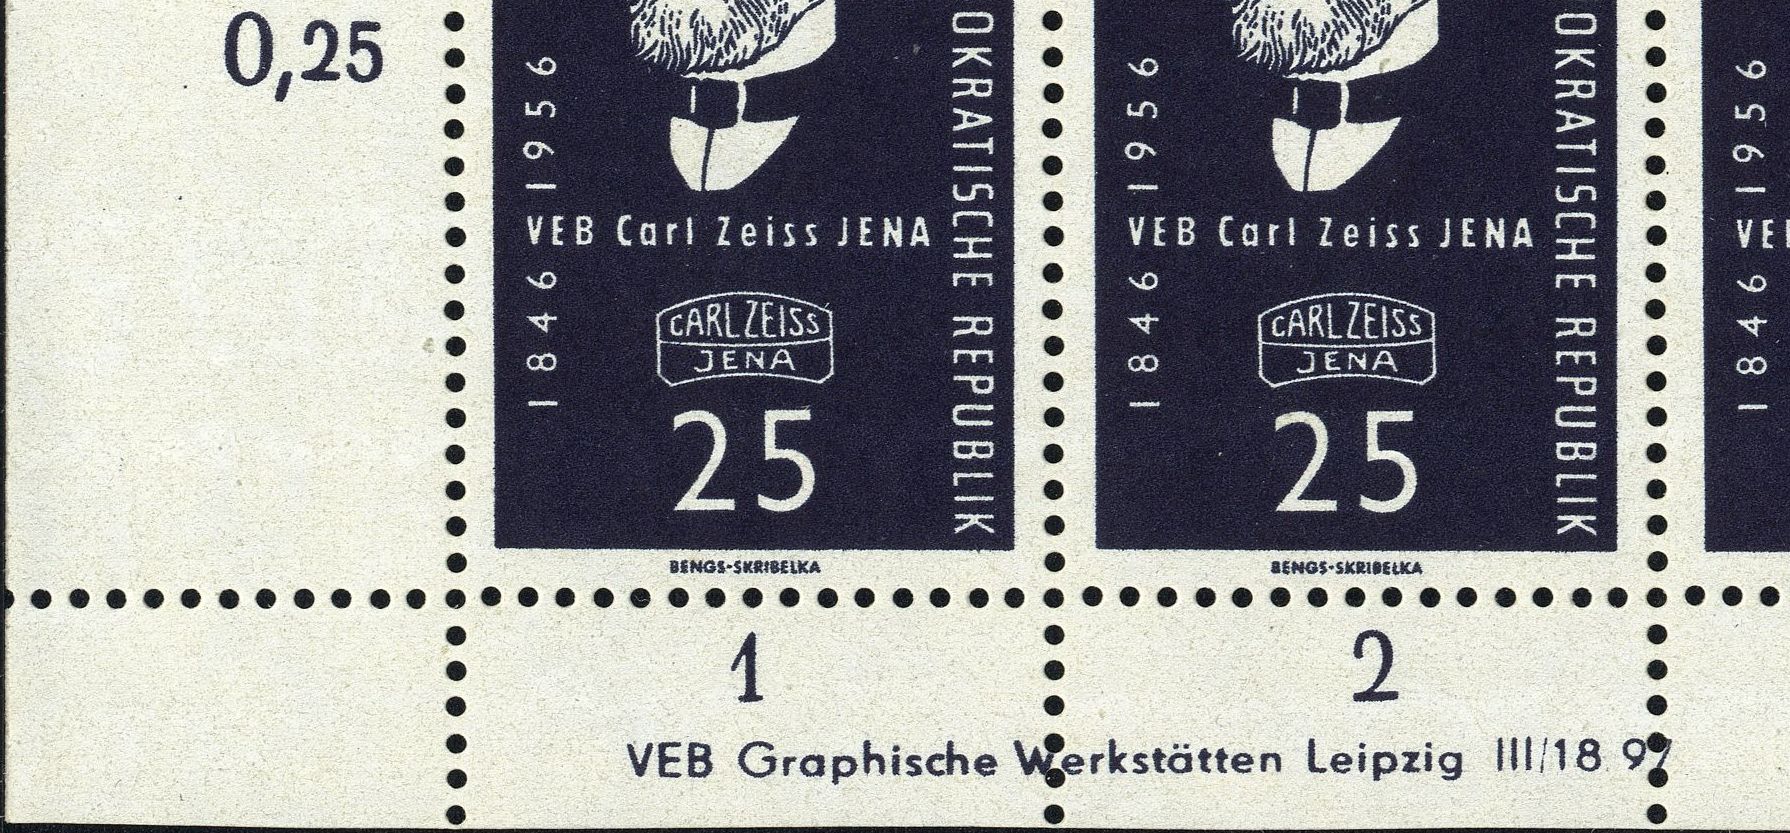 0,25
1846 1956
OKRATISCHE REPUBLIK
VEB Carl Zeiss JENA
CARL ZEISS
JENA
25
BENGS-SKRIBELKA
1846 1956
OKRATISCHE REPUBLIK
VEB Carl Zeiss JENA
CARL ZEISS
JENA
25
BENGS-SKRIBELKA
1846 1956
VE
1
2
VEB Graphische Werkstätten Leipzig III/18 97